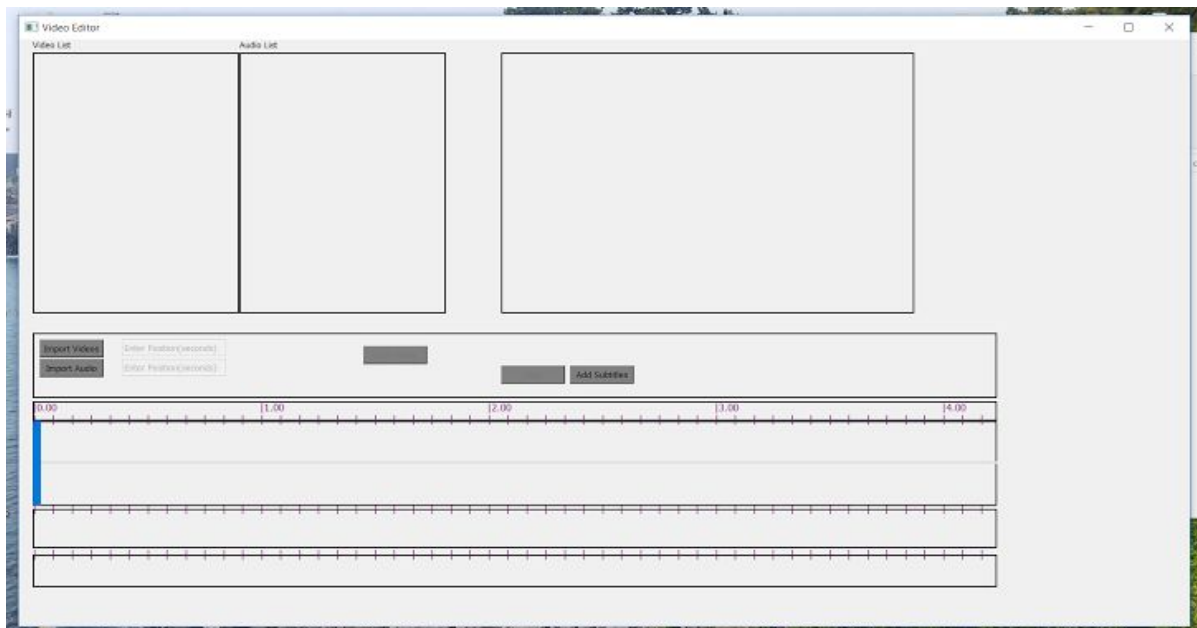 Video Editor
Video List Audio List
Import Videos Enter Position(seconds)
Import Audio Enter Position(seconds)
Add Subtitles
0.00 1.00 2.00 3.00 4.00